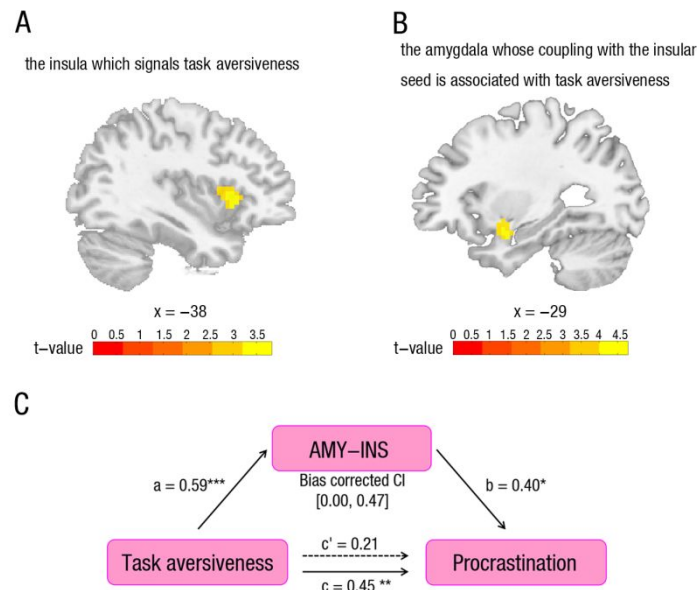 A
the insula which signals task aversiveness
x = −38
t−value
0 0.5 1 1.5 2 2.5 3 3.5
B
the amygdala whose coupling with the insular
seed is associated with task aversiveness
x = −29
t−value
0 0.5 1 1.5 2 2.5 3 3.5 4 4.5
C
AMY−INS
Bias corrected CI
[0.00, 0.47]
a = 0.59***
b = 0.40*
Task aversiveness
c' = 0.21
c = 0.45 **
Procrastination